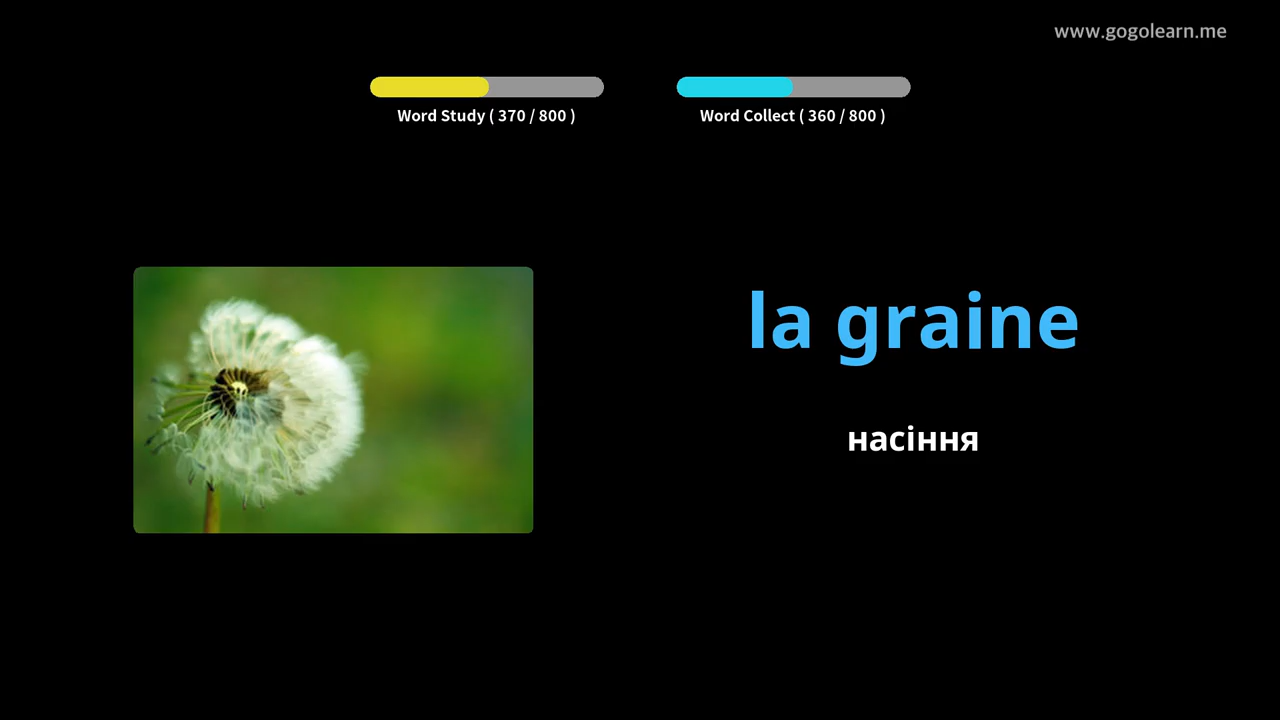 www.gogolearn.me
Word Study ( 370 / 800 )
Word Collect ( 360 / 800 )
la graine
насіння